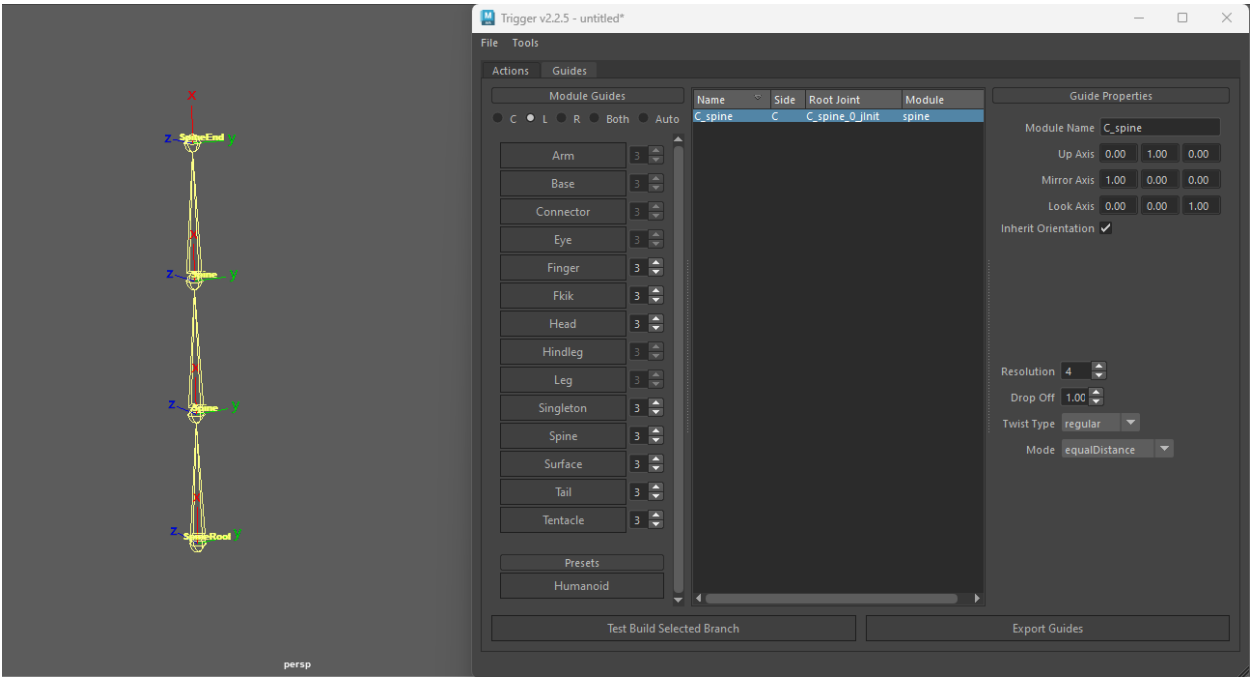 Trigger v2.2.5 - untitled*
File Tools
Actions Guides
Module Guides
C L R Both Auto
Arm 3
Base 3
Connector 3
Eye 3
Finger 3
Fkik 3
Head 3
Hindleg 3
Leg 3
Singleton 3
Spine 3
Surface 3
Tail 3
Tentacle 3
Presets
Humanoid
Name Side Root Joint Module
C_spine C C_spine_0_jInit spine
Guide Properties
Module Name C_spine
Up Axis 0.00 1.00 0.00
Mirror Axis 1.00 0.00 0.00
Look Axis 0.00 0.00 1.00
Inherit Orientation
Resolution 4
Drop Off 1.00
Twist Type regular
Mode equalDistance
Test Build Selected Branch Export Guides
x
z SpineEnd y
x
z Spine y
x
z Spine y
x
z SpineRoot y
persp